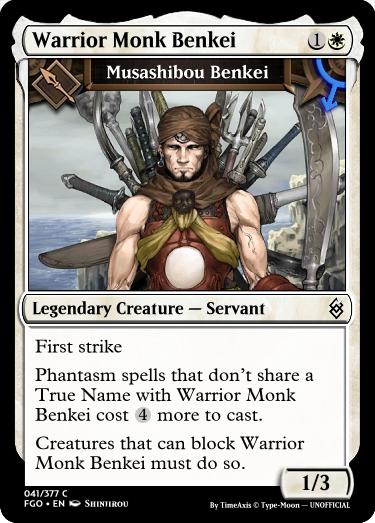 Warrior Monk Benkei 1
Musashibou Benkei
Legendary Creature — Servant
First strike
Phantasm spells that don't share a
True Name with Warrior Monk
Benkei cost 4 more to cast.
Creatures that can block Warrior
Monk Benkei must do so.
1/3
041/377 C
FGO • EN SHINJIROU
By TimeAxis © Type-Moon — UNOFFICIAL